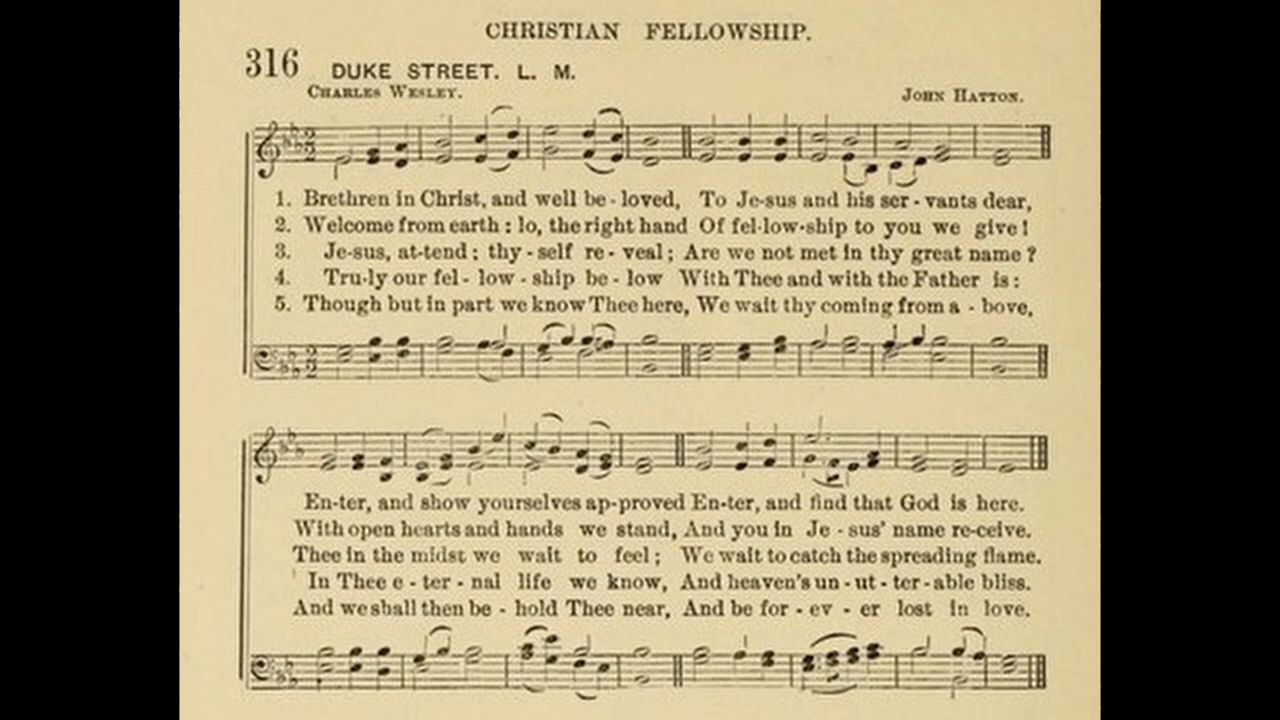 CHRISTIAN FELLOWSHIP.
316 DUKE STREET. L. M.
CHARLES WESLEY. JOHN HATTON.
1. Brethren in Christ, and well be - loved, To Je-sus and his ser - vants dear,
2. Welcome from earth : lo, the right hand Of fel-low-ship to you we give!
3. Je-sus, at-tend ; thy - self re - veal ; Are we not met in thy great name ?
4. Tru-ly our fel - low - ship be - low With Thee and with the Father is :
5. Though but in part we know Thee here, We wait thy coming from a - bove,
En-ter, and show yourselves ap-proved En-ter, and find that God is here.
With open hearts and hands we stand, And you in Je - sus' name re-ceive.
Thee in the midst we wait to feel ; We wait to catch the spreading flame.
In Thee e - ter - nal life we know, And heaven's un - ut - ter - able bliss.
And we shall then be - hold Thee near, And be for - ev - er lost in love.